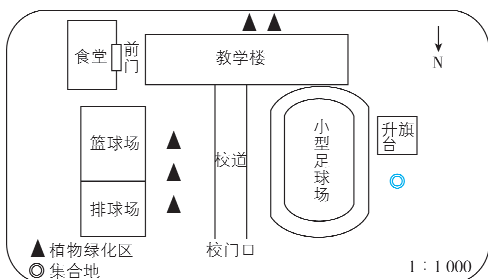 食堂
前门
教学楼
N
篮球场
排球场
校道
小型足球场
升旗台
校门口
植物绿化区
集合地
1∶1 000